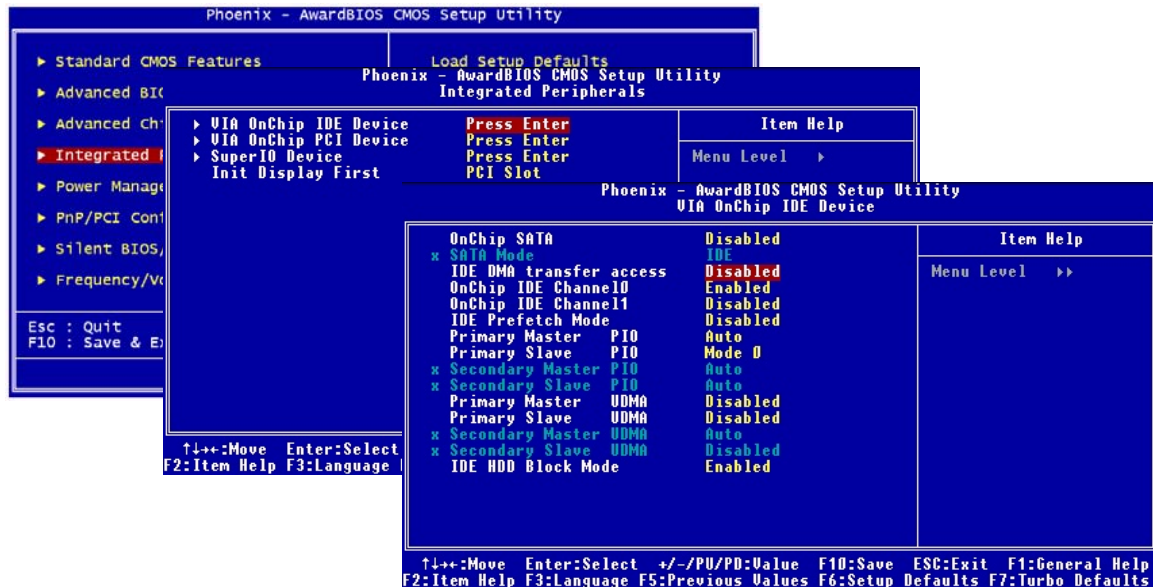 Phoenix - AwardBIOS CMOS Setup Utility
▶ Standard CMOS Features
Load Setup Defaults
▶ Advanced
▶ Advanced
▶ Integrated
▶ Power
▶ PnP/PCI
▶ Silent BIOS/
▶
Esc : Quit
F10 : Save &
Phoenix - AwardBIOS CMOS Setup Utility
Integrated Peripherals
▶ VIA OnChip IDE Device Press Enter
▶ VIA OnChip PCI Device Press Enter
▶ SuperIO Device Press Enter
Init Display First PCI Slot
Item Help
Menu Level ▶
↑↓→←:Move Enter:Select
F2:Item Help F3:Language
Phoenix - AwardBIOS CMOS Setup Utility
VIA OnChip IDE Device
OnChip SATA Disabled
x SATA Mode IDE
IDE DMA transfer access Disabled
OnChip IDE Channel0 Enabled
OnChip IDE Channel1 Disabled
IDE Prefetch Mode Disabled
Primary Master PIO Auto
Primary Slave PIO Mode 0
x Secondary Master PIO Auto
x Secondary Slave PIO Auto
Primary Master UDMA Disabled
Primary Slave UDMA Disabled
x Secondary Master UDMA Auto
x Secondary Slave UDMA Disabled
IDE HDD Block Mode Enabled
Item Help
Menu Level ▶▶
↑↓→←:Move Enter:Select +/-/PU/PD:Value F10:Save ESC:Exit F1:General Help
F2:Item Help F3:Language F5:Previous Values F6:Setup Defaults F7:Turbo Defaults